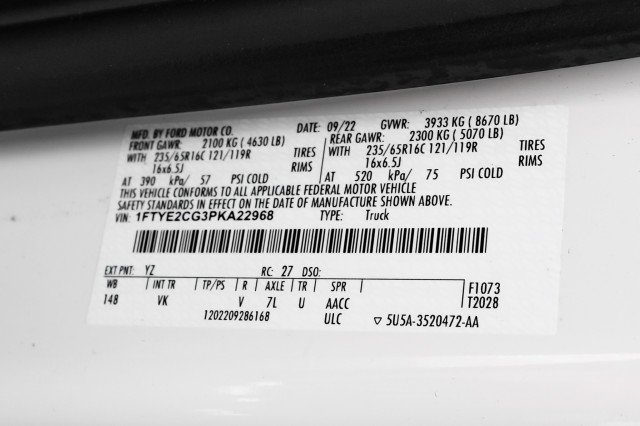 MFD. BY FORD MOTOR CO. DATE: 09/22 GVWR: 3933 KG ( 8670 LB)
FRONT GAWR: 2100 KG ( 4630 LB) REAR GAWR: 2300 KG ( 5070 LB)
WITH 235/65R16C 121/119R TIRES WITH 235/65R16C 121/119R TIRES
16x6.5J RIMS 16x6.5J RIMS
AT 390 kPa/ 57 PSI COLD AT 520 kPa/ 75 PSI COLD
THIS VEHICLE CONFORMS TO ALL APPLICABLE FEDERAL MOTOR VEHICLE
SAFETY STANDARDS IN EFFECT ON THE DATE OF MANUFACTURE SHOWN ABOVE.
VIN: 1FTYE2CG3PKA22968 TYPE: Truck
EXT PNT: YZ RC: 27 DSO:
WB INT TR TP/PS R AXLE TR SPR F1073
148 VK V 7L U AACC T2028
1202209286168 ULC ▽ 5U5A-3520472-AA